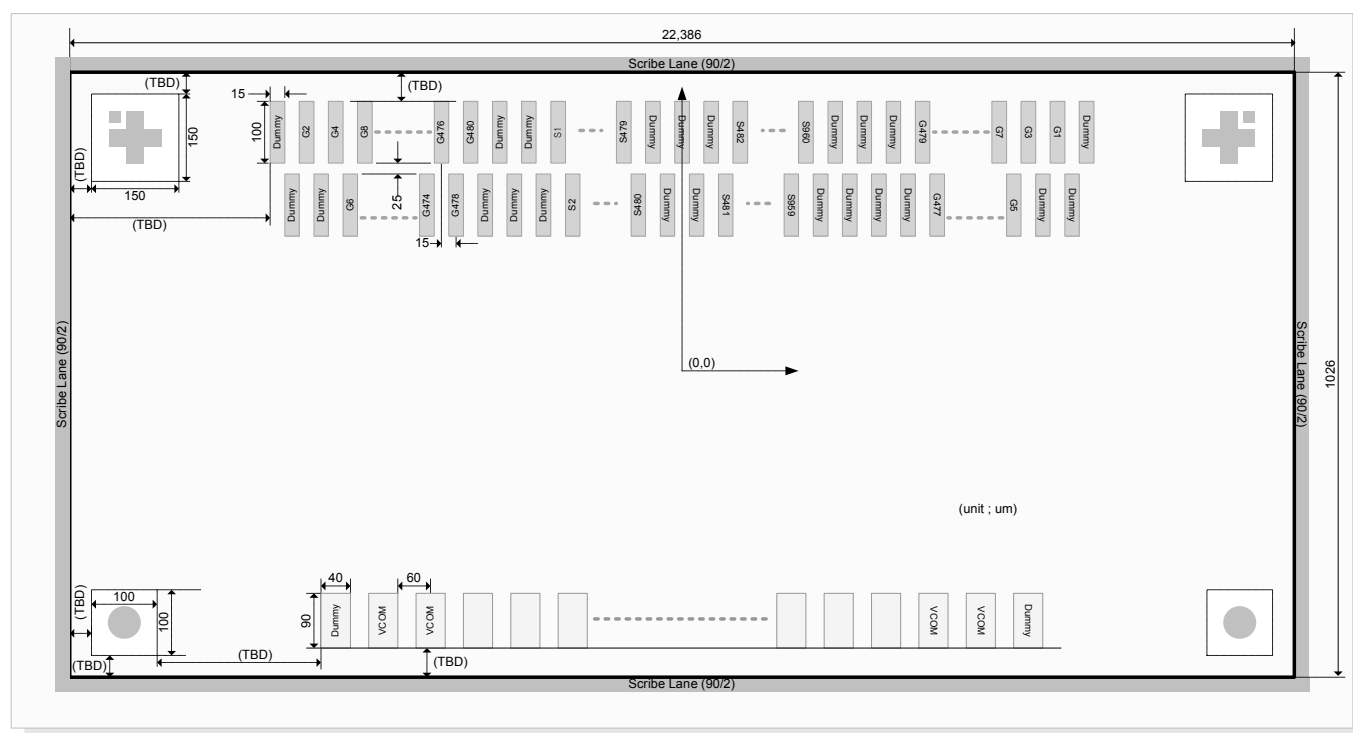 22,386
Scribe Lane (90/2)
(TBD)
(TBD)
15
100
150
(TBD)
150
(TBD)
Dummy
G2
G4
G8
G476
G480
Dummy
Dummy
S1
S479
Dummy
Dummy
Dummy
S482
S960
Dummy
Dummy
Dummy
G479
G7
G3
G1
Dummy
25
15
Dummy
Dummy
G6
G474
G478
Dummy
Dummy
Dummy
S2
S480
Dummy
Dummy
S481
S959
Dummy
Dummy
Dummy
Dummy
G477
G5
Dummy
Dummy
Scribe Lane (90/2)
(0,0)
Scribe Lane (90/2)
1026
(unit ; um)
(TBD)
100
100
(TBD)
(TBD)
40
60
90
Dummy
VCOM
VCOM
VCOM
VCOM
Dummy
(TBD)
Scribe Lane (90/2)